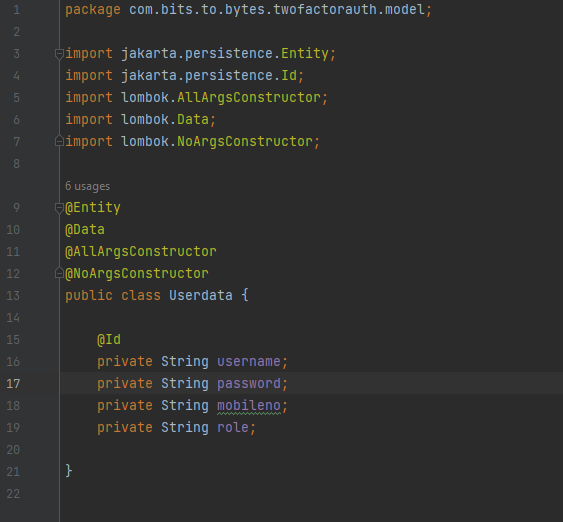 1 package com.bits.to.bytes.twofactorauth.model;
2
3 import jakarta.persistence.Entity;
4 import jakarta.persistence.Id;
5 import lombok.AllArgsConstructor;
6 import lombok.Data;
7 import lombok.NoArgsConstructor;
8
6 usages
9 @Entity
10 @Data
11 @AllArgsConstructor
12 @NoArgsConstructor
13 public class Userdata {
14
15     @Id
16     private String username;
17     private String password;
18     private String mobileno;
19     private String role;
20
21 }
22